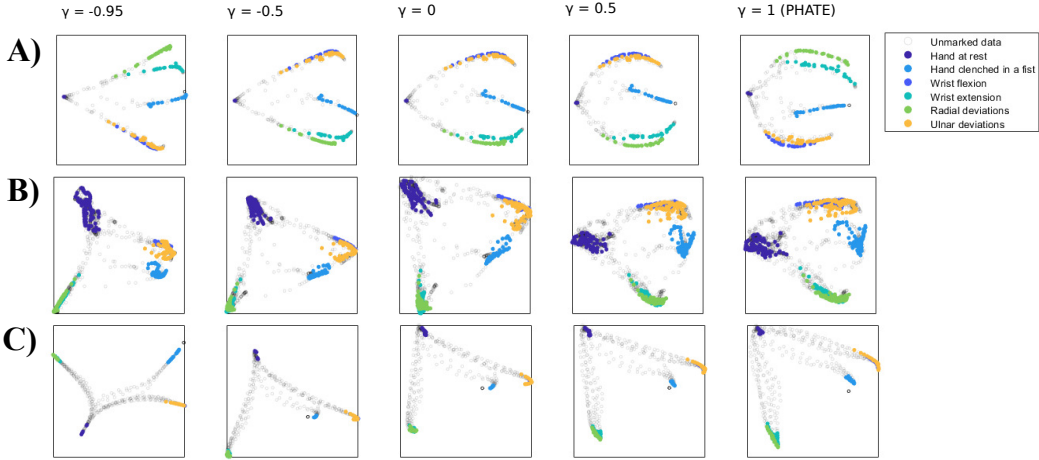 γ = -0.95
γ = -0.5
γ = 0
γ = 0.5
γ = 1 (PHATE)
A)
Unmarked data
Hand at rest
Hand clenched in a fist
Wrist flexion
Wrist extension
Radial deviations
Ulnar deviations
B)
C)